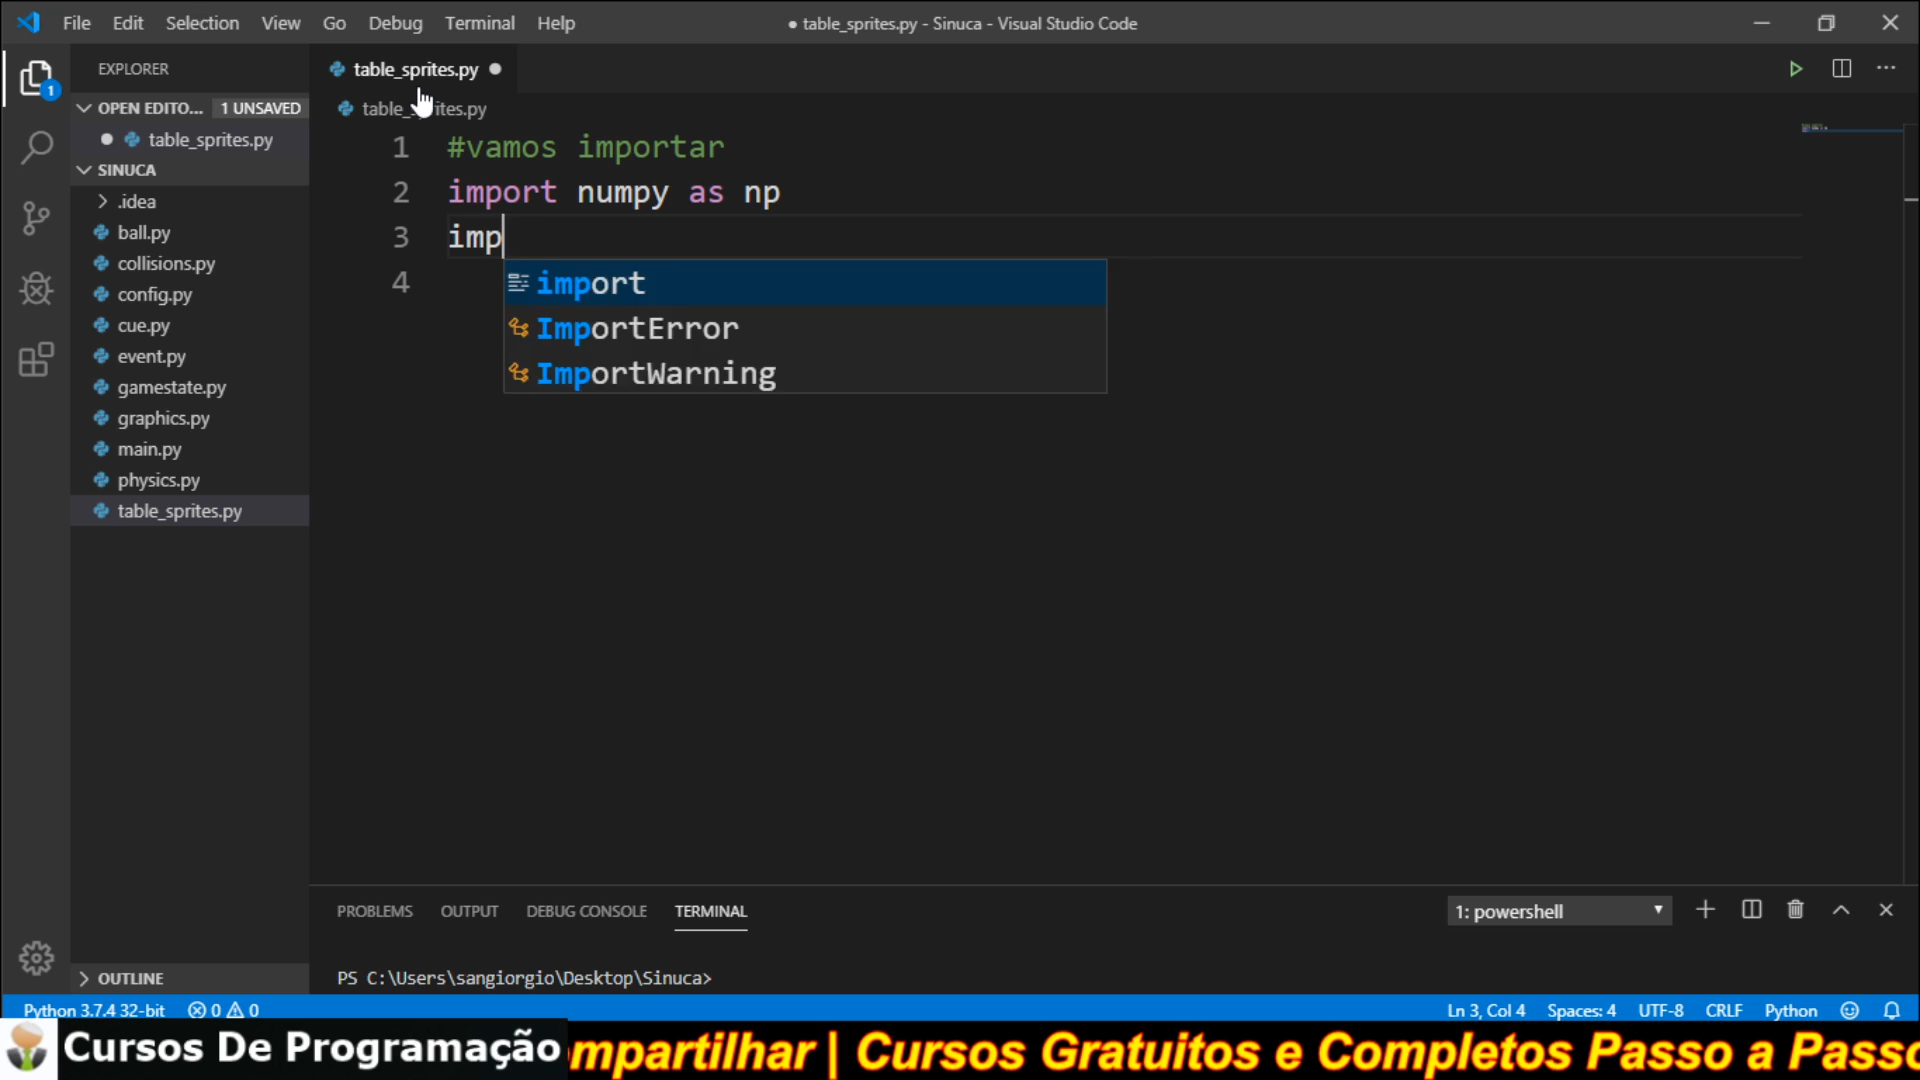 File Edit Selection View Go Debug Terminal Help
● table_sprites.py - Sinuca - Visual Studio Code
EXPLORER
table_sprites.py
1
OPEN EDITO... 1 UNSAVED
table_sprites.py
table_sprites.py
SINUCA
.idea
ball.py
collisions.py
config.py
cue.py
event.py
gamestate.py
graphics.py
main.py
physics.py
table_sprites.py
OUTLINE
1 #vamos importar
2 import numpy as np
3 imp
4
import
ImportError
ImportWarning
PROBLEMS OUTPUT DEBUG CONSOLE TERMINAL
1: powershell
PS C:\Users\sangiorgio\Desktop\Sinuca>
Python 3.7.4 32-bit 0 0
Ln 3, Col 4 Spaces: 4 UTF-8 CRLF Python
Cursos De Programação
ompartilhar | Cursos Gratuitos e Completos Passo a Passo